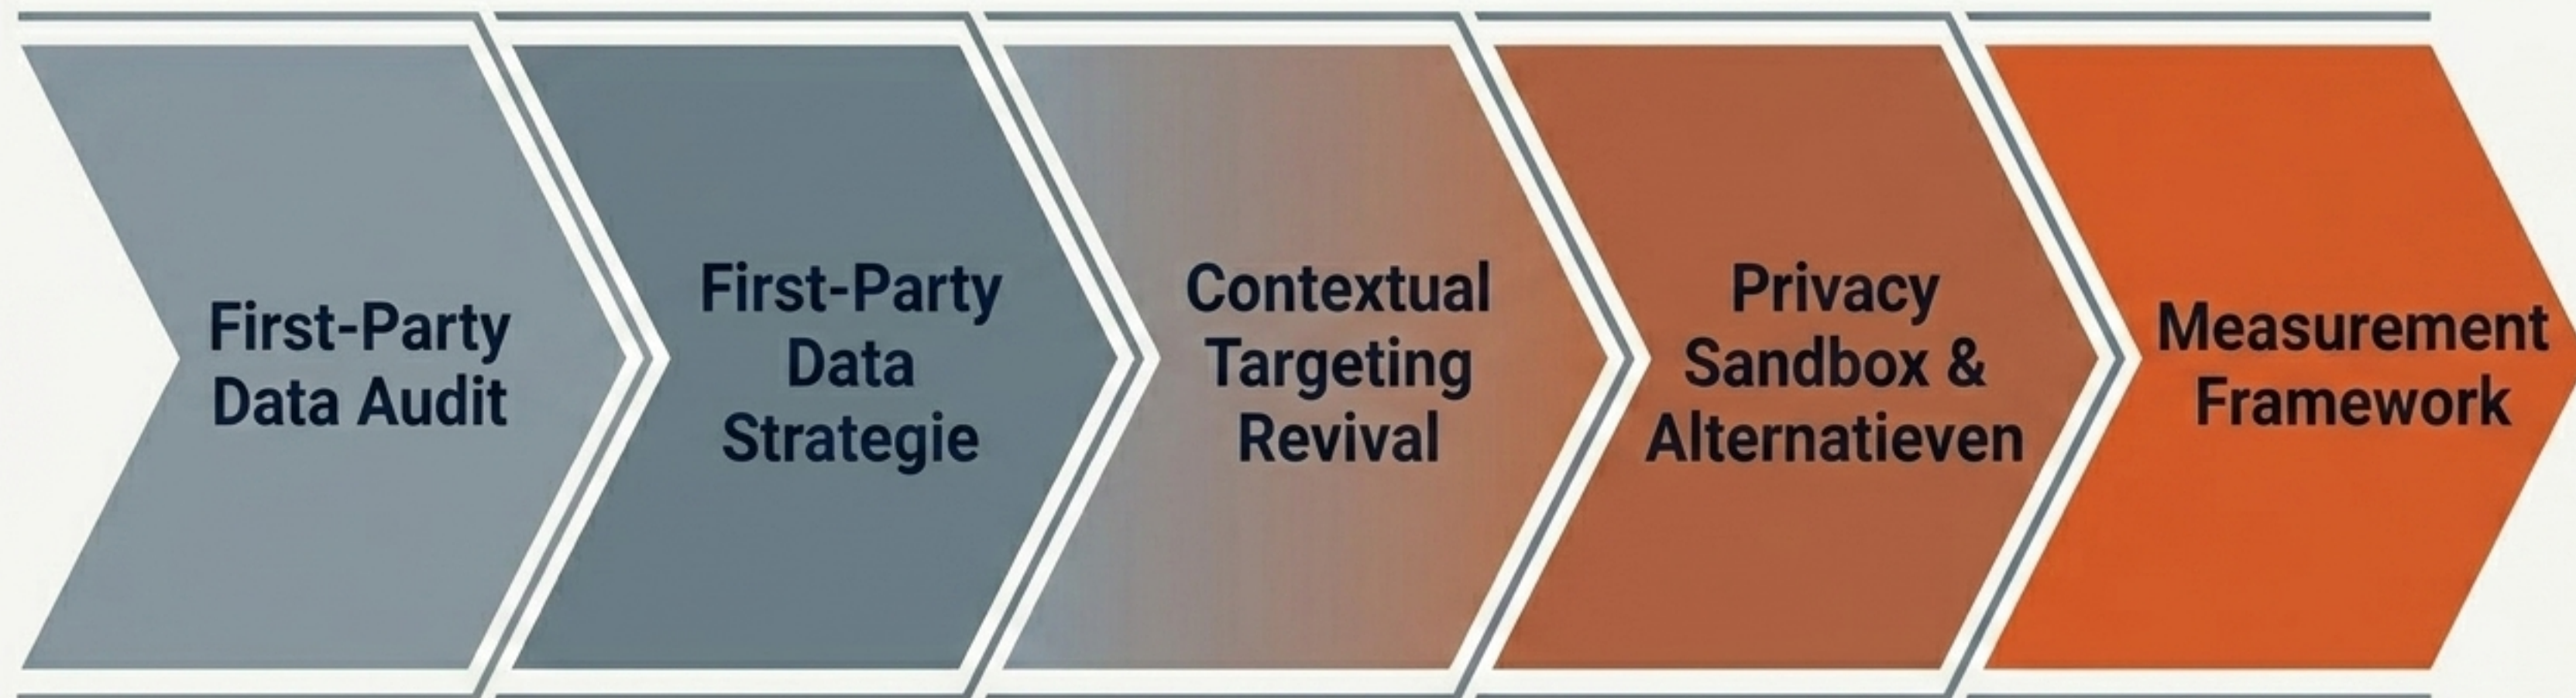 First-Party
Data Audit
First-Party
Data
Strategie
Contextual
Targeting
Revival
Privacy
Sandbox &
Alternatieven
Measurement
Framework